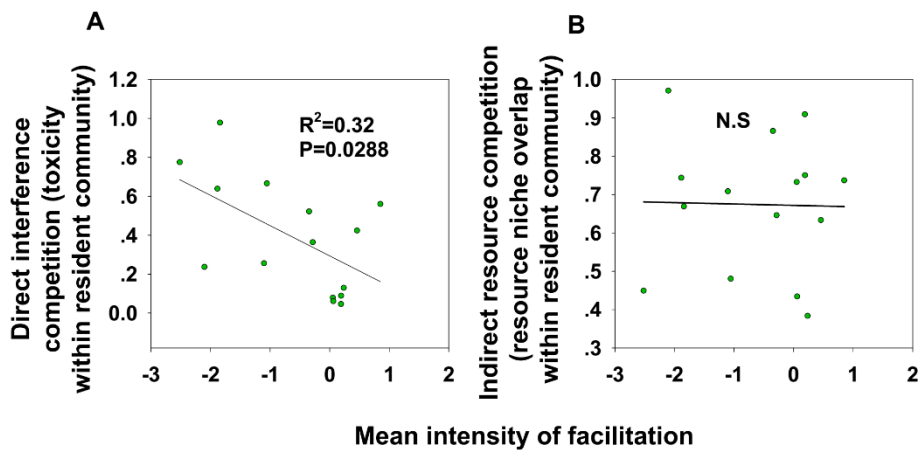 A
Direct interference
competition (toxicity
within resident community)
1.2
1.0
.8
.6
.4
.2
0.0
R²=0.32
P=0.0288
-3 -2 -1 0 1 2
B
Indirect resource competition
(resource niche overlap
within resident community)
1.0
.9
.8
.7
.6
.5
.4
.3
N.S
-3 -2 -1 0 1 2
Mean intensity of facilitation